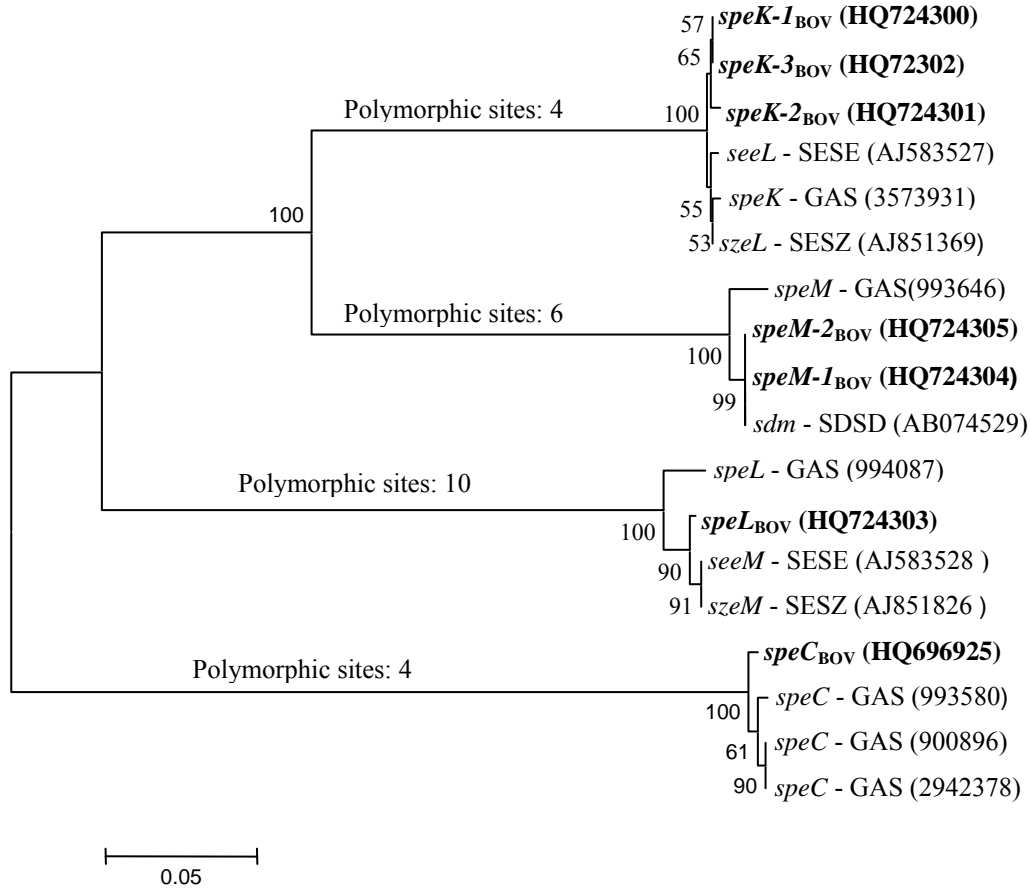 57
speK-1BOV (HQ724300)
65
speK-3BOV (HQ72302)
Polymorphic sites: 4
100
speK-2BOV (HQ724301)
seeL - SESE (AJ583527)
55
speK - GAS (3573931)
100
53
szeL - SESZ (AJ851369)
speM - GAS(993646)
Polymorphic sites: 6
speM-2BOV (HQ724305)
100
speM-1BOV (HQ724304)
99
sdm - SDSD (AB074529)
speL - GAS (994087)
Polymorphic sites: 10
speLBOV (HQ724303)
100
seeM - SESE (AJ583528 )
90
91
szeM - SESZ (AJ851826 )
speCBOV (HQ696925)
Polymorphic sites: 4
speC - GAS (993580)
100
speC - GAS (900896)
61
90
speC - GAS (2942378)
0.05